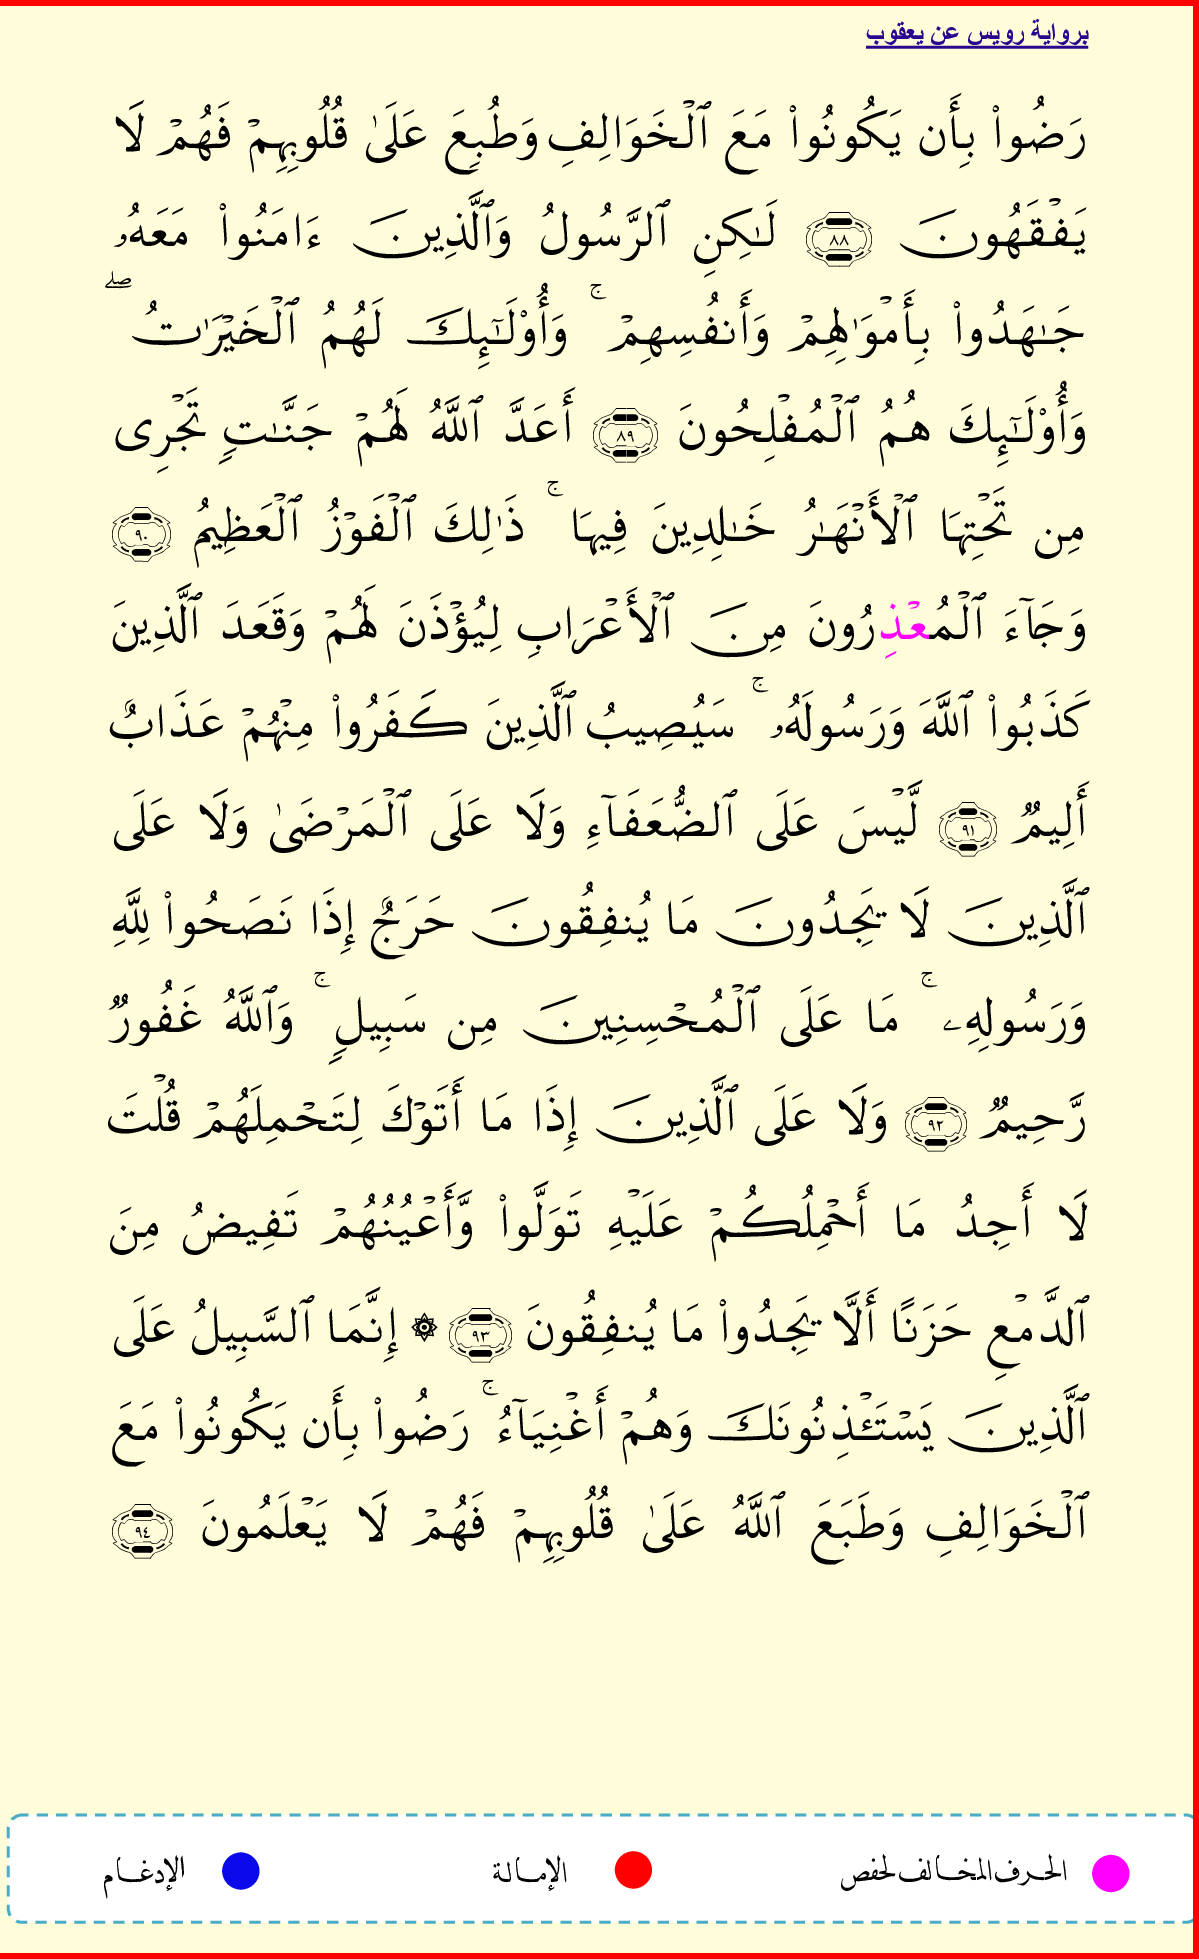 برواية رويس عن يعقوب
رَضُوا۟ بِأَن يَكُونُوا۟ مَعَ ٱلْخَوَالِفِ وَطُبِعَ عَلَىٰ قُلُوبِهِمْ فَهُمْ لَا
يَفْقَهُونَ ٨٨ لَـٰكِنِ ٱلرَّسُولُ وَٱلَّذِينَ ءَامَنُوا۟ مَعَهُۥ
جَـٰهَدُوا۟ بِأَمْوَٰلِهِمْ وَأَنفُسِهِمْ ۚ وَأُو۟لَـٰٓئِكَ لَهُمُ ٱلْخَيْرَٰتُ ۖ
وَأُو۟لَـٰٓئِكَ هُمُ ٱلْمُفْلِحُونَ ٨٩ أَعَدَّ ٱللَّهُ لَهُمْ جَنَّـٰتٍ تَجْرِى
مِن تَحْتِهَا ٱلْأَنْهَـٰرُ خَـٰلِدِينَ فِيهَا ۚ ذَٰلِكَ ٱلْفَوْزُ ٱلْعَظِيمُ ٩٠
وَجَآءَ ٱلْمُعْذِرُونَ مِنَ ٱلْأَعْرَابِ لِيُؤْذَنَ لَهُمْ وَقَعَدَ ٱلَّذِينَ
كَذَبُوا۟ ٱللَّهَ وَرَسُولَهُۥ ۚ سَيُصِيبُ ٱلَّذِينَ كَفَرُوا۟ مِنْهُمْ عَذَابٌ
أَلِيمٌ ٩١ لَّيْسَ عَلَى ٱلضُّعَفَآءِ وَلَا عَلَى ٱلْمَرْضَىٰ وَلَا عَلَى
ٱلَّذِينَ لَا يَجِدُونَ مَا يُنفِقُونَ حَرَجٌ إِذَا نَصَحُوا۟ لِلَّهِ
وَرَسُولِهِۦ ۚ مَا عَلَى ٱلْمُحْسِنِينَ مِن سَبِيلٍ ۚ وَٱللَّهُ غَفُورٌ
رَّحِيمٌ ٩٢ وَلَا عَلَى ٱلَّذِينَ إِذَا مَا أَتَوْكَ لِتَحْمِلَهُمْ قُلْتَ
لَا أَجِدُ مَا أَحْمِلُكُمْ عَلَيْهِ تَوَلَّوا۟ وَّأَعْيُنُهُمْ تَفِيضُ مِنَ
ٱلدَّمْعِ حَزَنًا أَلَّا يَجِدُوا۟ مَا يُنفِقُونَ ٩٣ ۞ إِنَّمَا ٱلسَّبِيلُ عَلَى
ٱلَّذِينَ يَسْتَـْٔذِنُونَكَ وَهُمْ أَغْنِيَآءُ ۚ رَضُوا۟ بِأَن يَكُونُوا۟ مَعَ
ٱلْخَوَالِفِ وَطَبَعَ ٱللَّهُ عَلَىٰ قُلُوبِهِمْ فَهُمْ لَا يَعْلَمُونَ ٩٤
الحرف المخالف لحفص الإمالة الإدغام